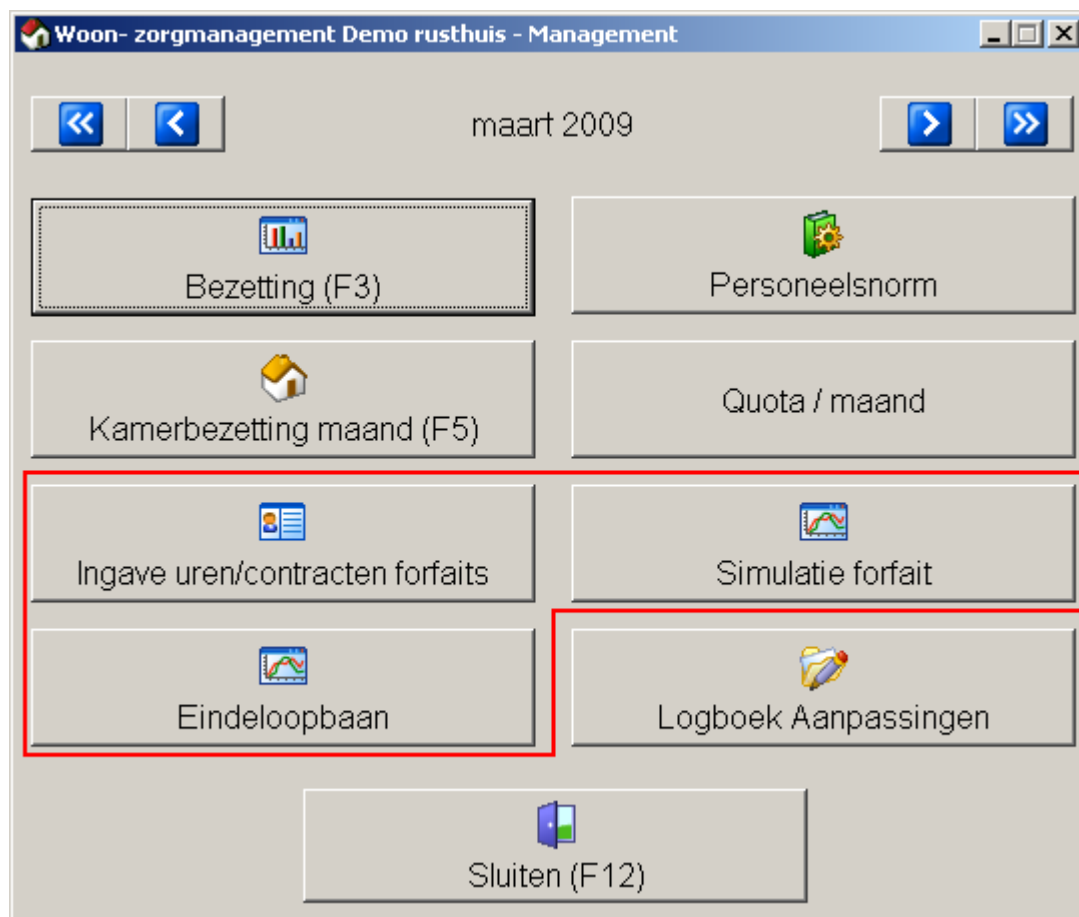 Woon- zorgmanagement Demo rusthuis - Management
maart 2009
Bezetting (F3)
Personeelsnorm
Kamerbezetting maand (F5)
Quota / maand
Ingave uren/contracten forfaits
Simulatie forfait
Eindeloopbaan
Logboek Aanpassingen
Sluiten (F12)